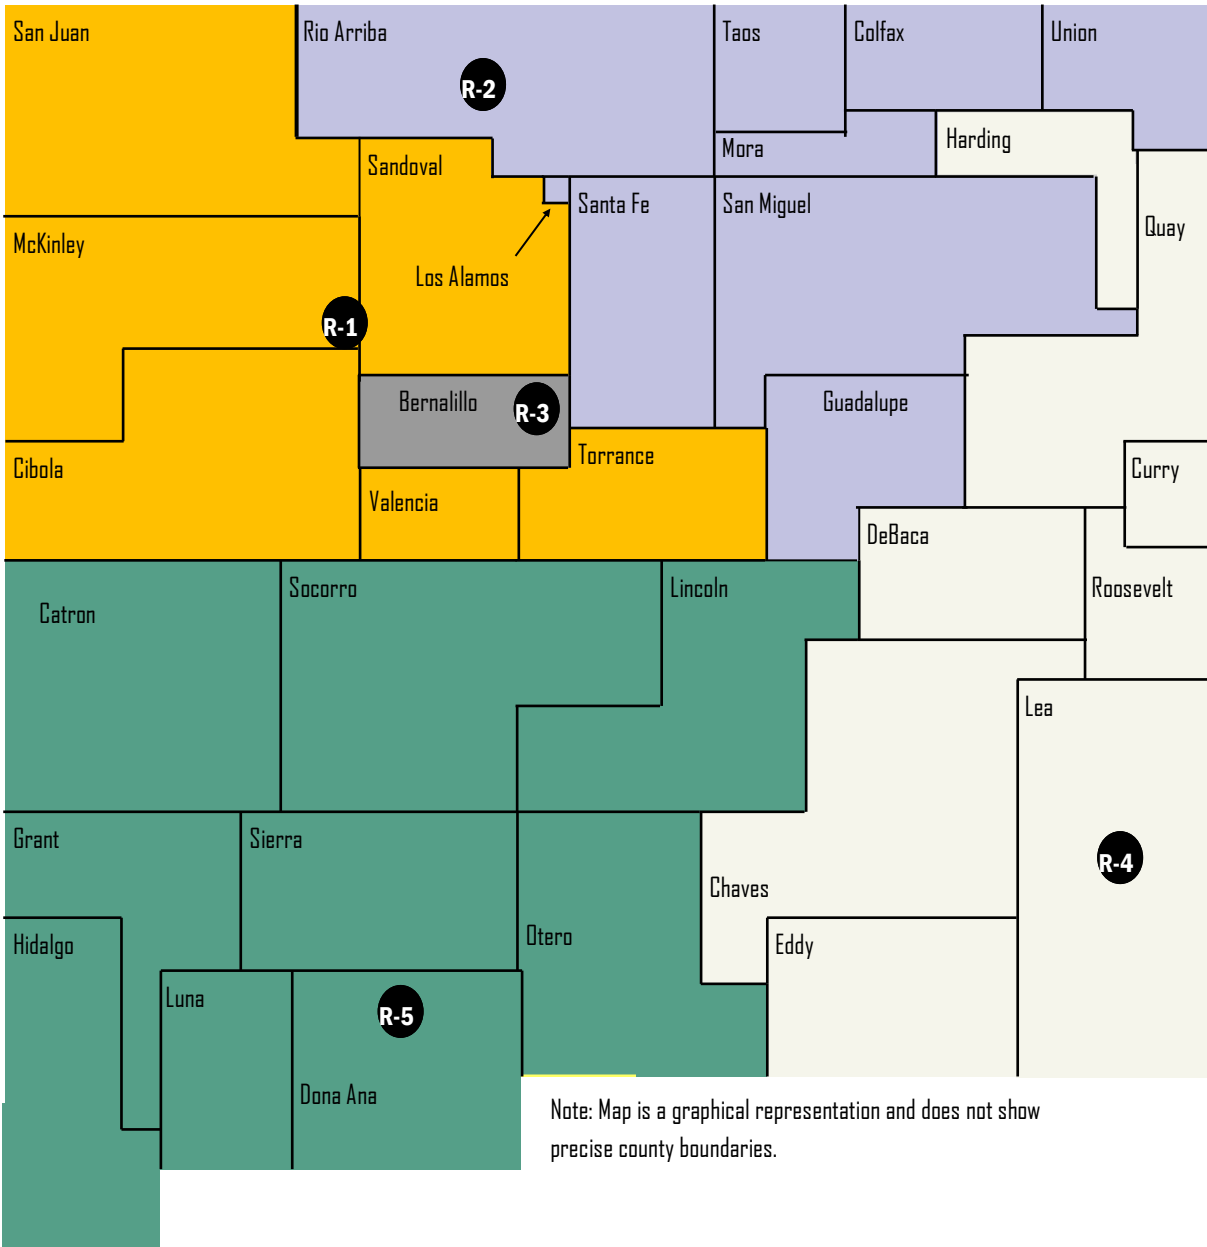 San Juan
Rio Arriba
Taos
Colfax
Union
R-2
Mora
Harding
Sandoval
Santa Fe
San Miguel
Quay
McKinley
Los Alamos
R-1
Bernalillo
R-3
Guadalupe
Cibola
Torrance
Curry
Valencia
DeBaca
Catron
Socorro
Lincoln
Roosevelt
Lea
Grant
Sierra
R-4
Chaves
Hidalgo
Otero
Eddy
Luna
R-5
Dona Ana
Note: Map is a graphical representation and does not show
precise county boundaries.